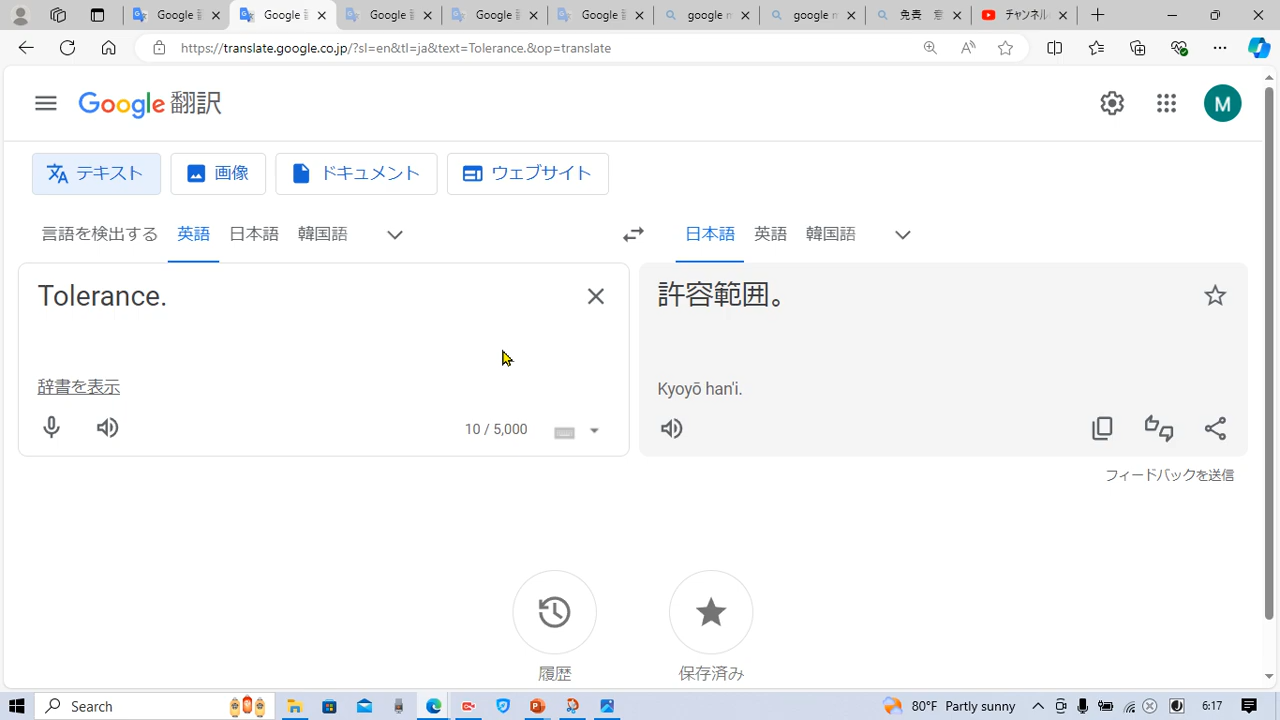 Google
Google
Google
Google
Google
google
google
チャンネル
https://translate.google.co.jp/?sl=en&tl=ja&text=Tolerance.&op=translate
Google 翻訳
M
テキスト 画像 ドキュメント ウェブサイト
言語を検出する 英語 日本語 韓国語
日本語 英語 韓国語
Tolerance.
許容範囲。
辞書を表示
Kyoyō han'i.
10 / 5,000
フィードバックを送信
履歴 保存済み
Search
80°F Partly sunny
6:17